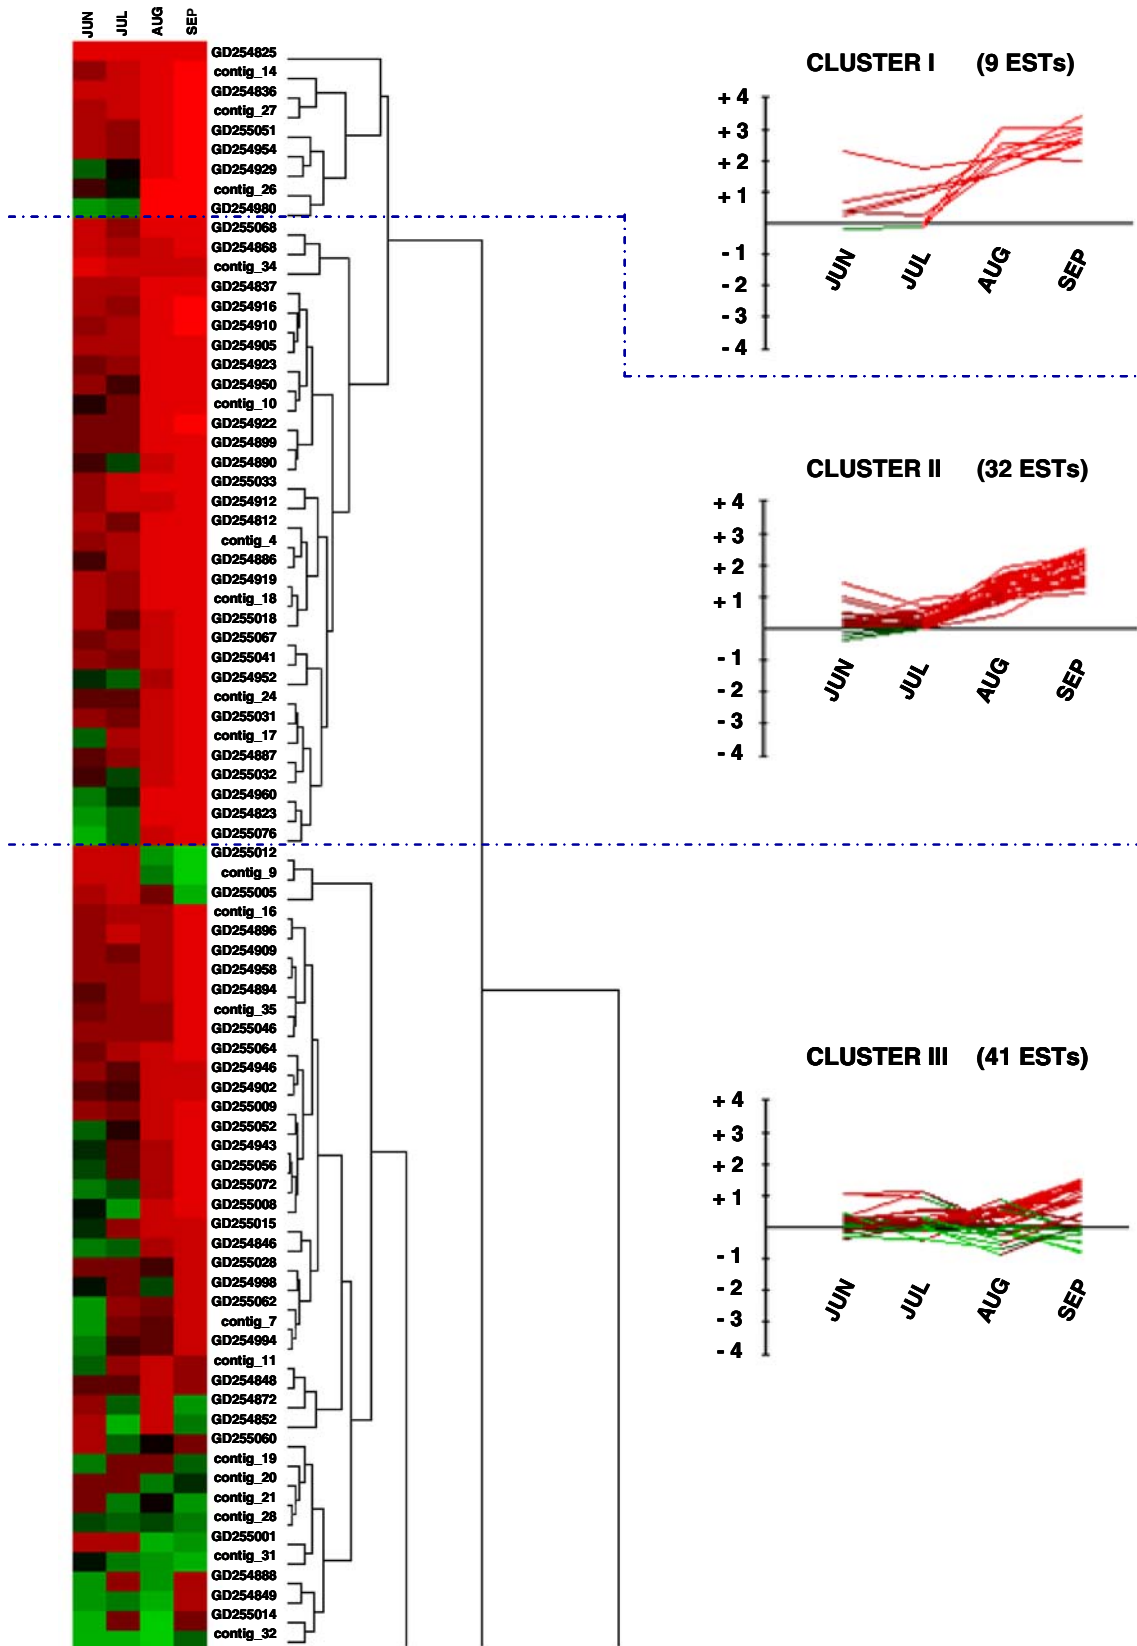 JUN JUL AUG SEP
GD254825
contig_14
GD254836
contig_27
GD255051
GD254954
GD254929
contig_26
GD254980
GD255068
GD254868
contig_34
GD254837
GD254916
GD254910
GD254905
GD254923
GD254950
contig_10
GD254922
GD254899
GD254890
GD255033
GD254912
GD254812
contig_4
GD254886
GD254919
contig_18
GD255018
GD255067
GD255041
GD254952
contig_24
GD255031
contig_17
GD254887
GD255032
GD254960
GD254823
GD255076
GD255012
contig_9
GD255005
contig_16
GD254896
GD254909
GD254958
GD254894
contig_35
GD255046
GD255064
GD254946
GD254902
GD255009
GD255052
GD254943
GD255056
GD255072
GD255008
GD255015
GD254846
GD255028
GD254998
GD255062
contig_7
GD254994
contig_11
GD254848
GD254872
GD254852
GD255060
contig_19
contig_20
contig_21
contig_28
GD255001
contig_31
GD254888
GD254849
GD255014
contig_32
CLUSTER I (9 ESTs)
+ 4
+ 3
+ 2
+ 1
- 1
- 2
- 3
- 4
JUN JUL AUG SEP
CLUSTER II (32 ESTs)
+ 4
+ 3
+ 2
+ 1
- 1
- 2
- 3
- 4
JUN JUL AUG SEP
CLUSTER III (41 ESTs)
+ 4
+ 3
+ 2
+ 1
- 1
- 2
- 3
- 4
JUN JUL AUG SEP